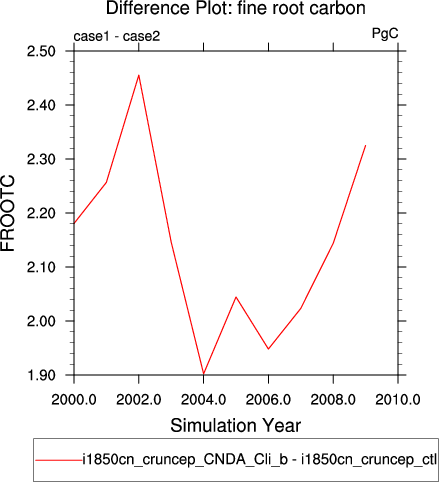 Difference Plot: fine root carbon
case1 - case2 PgC
2.50
2.40
2.30
2.20
2.10
2.00
1.90
FROOTC
2000.0 2002.0 2004.0 2006.0 2008.0 2010.0
Simulation Year
i1850cn_cruncep_CNDA_Cli_b - i1850cn_cruncep_ctl